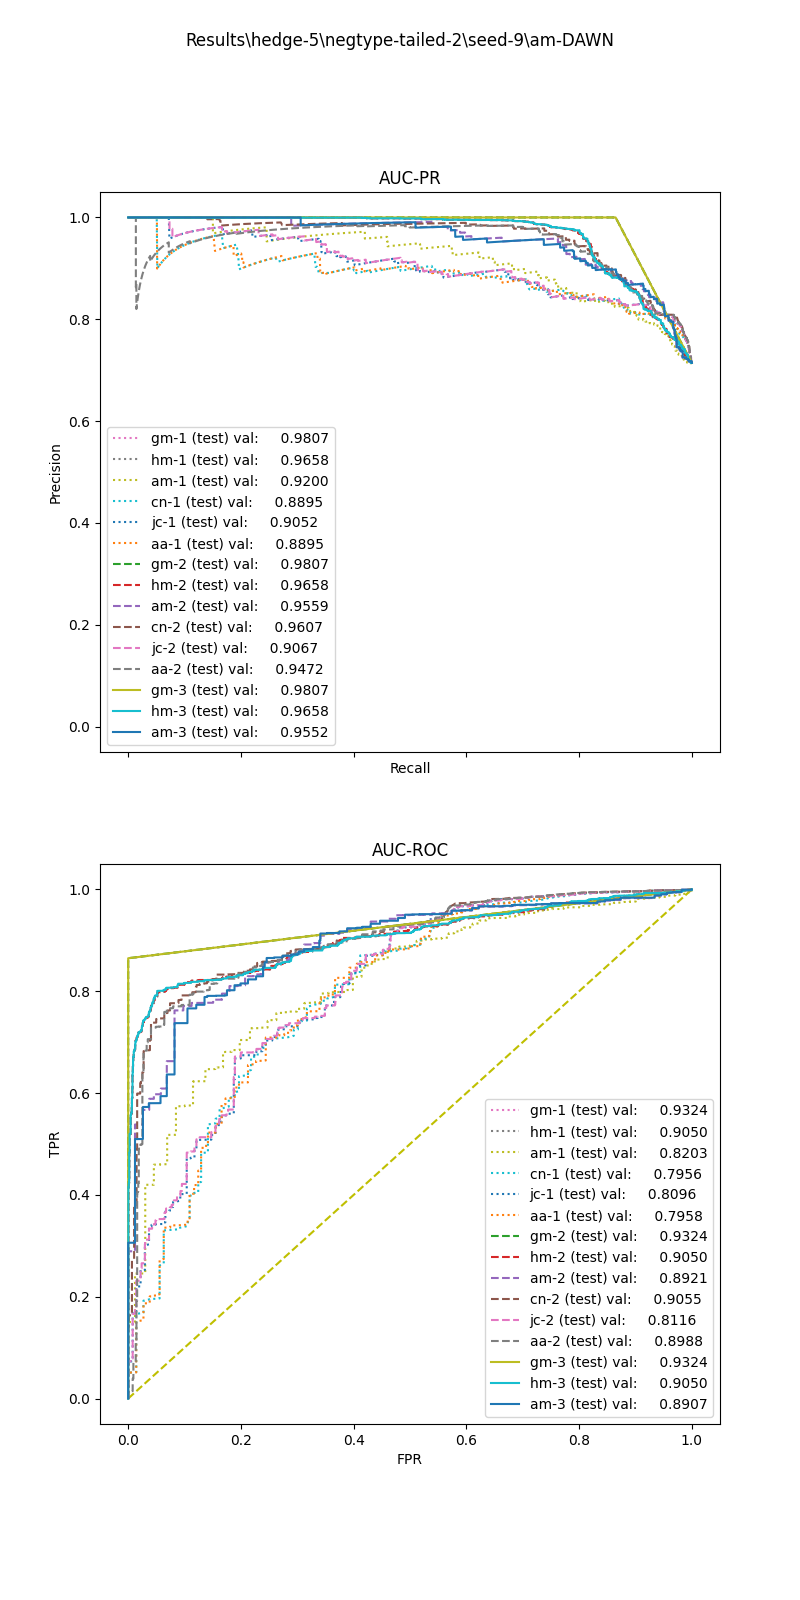 Results\hedge-5\negtype-tailed-2\seed-9\am-DAWN
AUC-PR
1.0
0.8
0.6
0.4
0.2
0.0
Precision
gm-1 (test) val: 0.9807
hm-1 (test) val: 0.9658
am-1 (test) val: 0.9200
cn-1 (test) val: 0.8895
jc-1 (test) val: 0.9052
aa-1 (test) val: 0.8895
gm-2 (test) val: 0.9807
hm-2 (test) val: 0.9658
am-2 (test) val: 0.9559
cn-2 (test) val: 0.9607
jc-2 (test) val: 0.9067
aa-2 (test) val: 0.9472
gm-3 (test) val: 0.9807
hm-3 (test) val: 0.9658
am-3 (test) val: 0.9552
Recall
AUC-ROC
1.0
0.8
0.6
0.4
0.2
0.0
TPR
gm-1 (test) val: 0.9324
hm-1 (test) val: 0.9050
am-1 (test) val: 0.8203
cn-1 (test) val: 0.7956
jc-1 (test) val: 0.8096
aa-1 (test) val: 0.7958
gm-2 (test) val: 0.9324
hm-2 (test) val: 0.9050
am-2 (test) val: 0.8921
cn-2 (test) val: 0.9055
jc-2 (test) val: 0.8116
aa-2 (test) val: 0.8988
gm-3 (test) val: 0.9324
hm-3 (test) val: 0.9050
am-3 (test) val: 0.8907
0.0 0.2 0.4 0.6 0.8 1.0
FPR